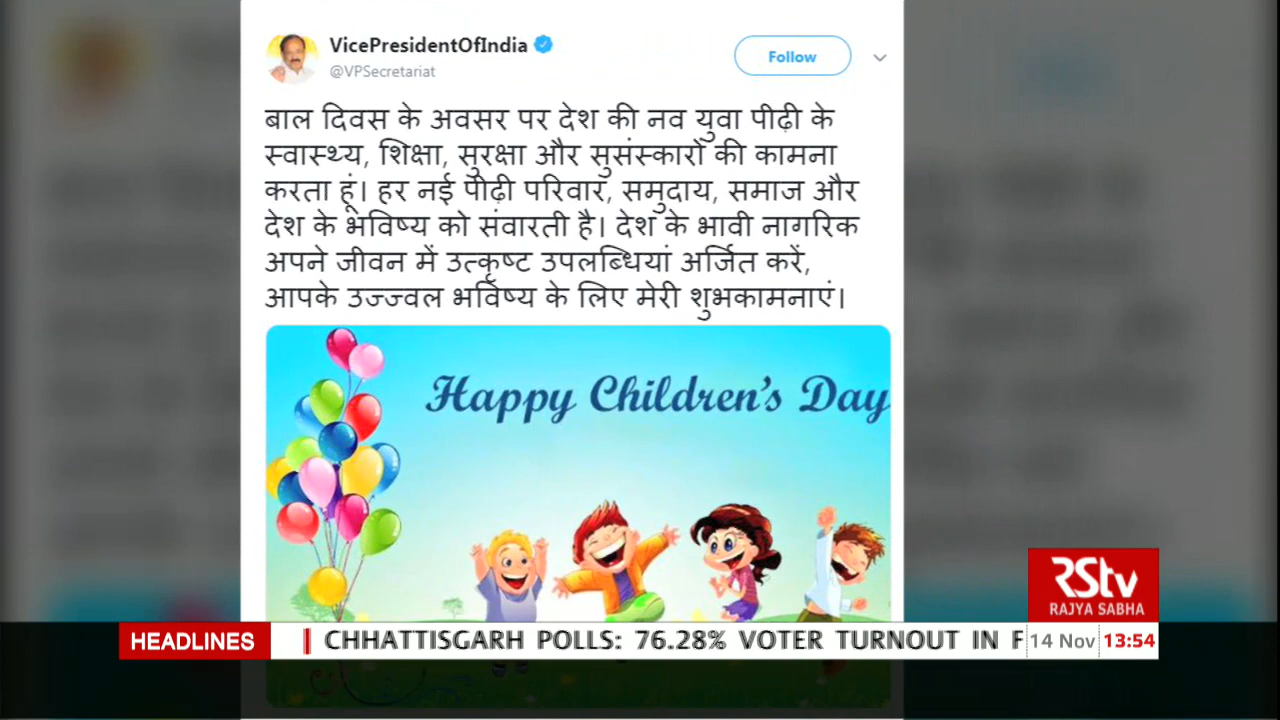 VicePresidentOfIndia
@VPSecretariat
Follow
बाल दिवस के अवसर पर देश की नव युवा पीढ़ी के
स्वास्थ्य, शिक्षा, सुरक्षा और सुसंस्कारों की कामना
करता हूं। हर नई पीढ़ी परिवार, समुदाय, समाज और
देश के भविष्य को संवारती है। देश के भावी नागरिक
अपने जीवन में उत्कृष्ट उपलब्धियां अर्जित करें,
आपके उज्ज्वल भविष्य के लिए मेरी शुभकामनाएं।
Happy Children's Day
RStv
RAJYA SABHA
HEADLINES
CHHATTISGARH POLLS: 76.28% VOTER TURNOUT IN F
14 Nov 13:54